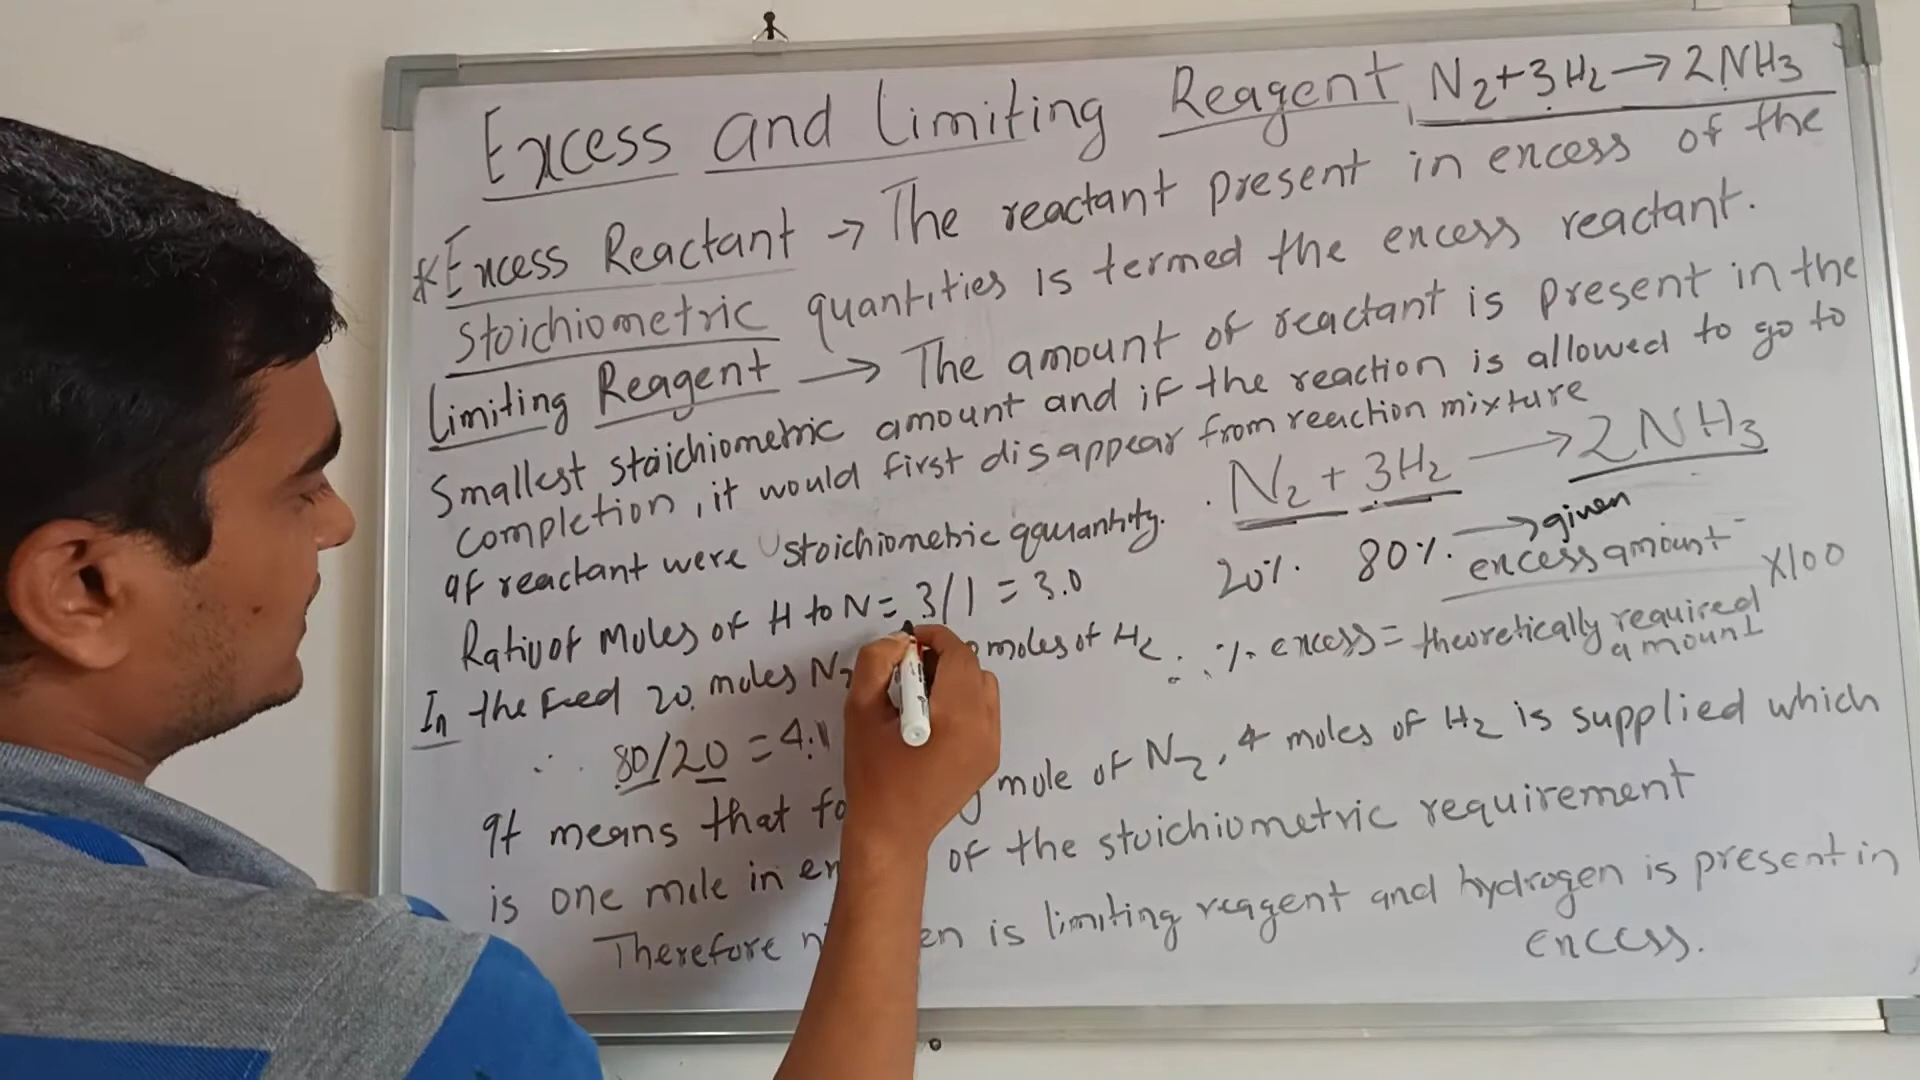 Excess and Limiting Reagent N2+3H2→2NH3
*Excess Reactant → The reactant present in excess of the
stoichiometric quantities is termed the excess reactant.
Limiting Reagent → The amount of reactant is present in the
smallest stoichiometric amount and if the reaction is allowed to go to
completion, it would first disappear from reaction mixture
If reactant were stoichiometric qquantity.
N2 + 3H2 → 2NH3
20%. 80%. → given
Ratio of Moles of H to N = 3/1 = 3.0
% excess = excess amount / theoretically required amount X100
In the Feed 20 moles N2 moles of H2
∴ 80/20 = 4:1
It means that mole of N2, 4 moles of H2 is supplied which
is one mole in of the stoichiometric requirement
Therefore is limiting reagent and hydrogen is present in
excess.